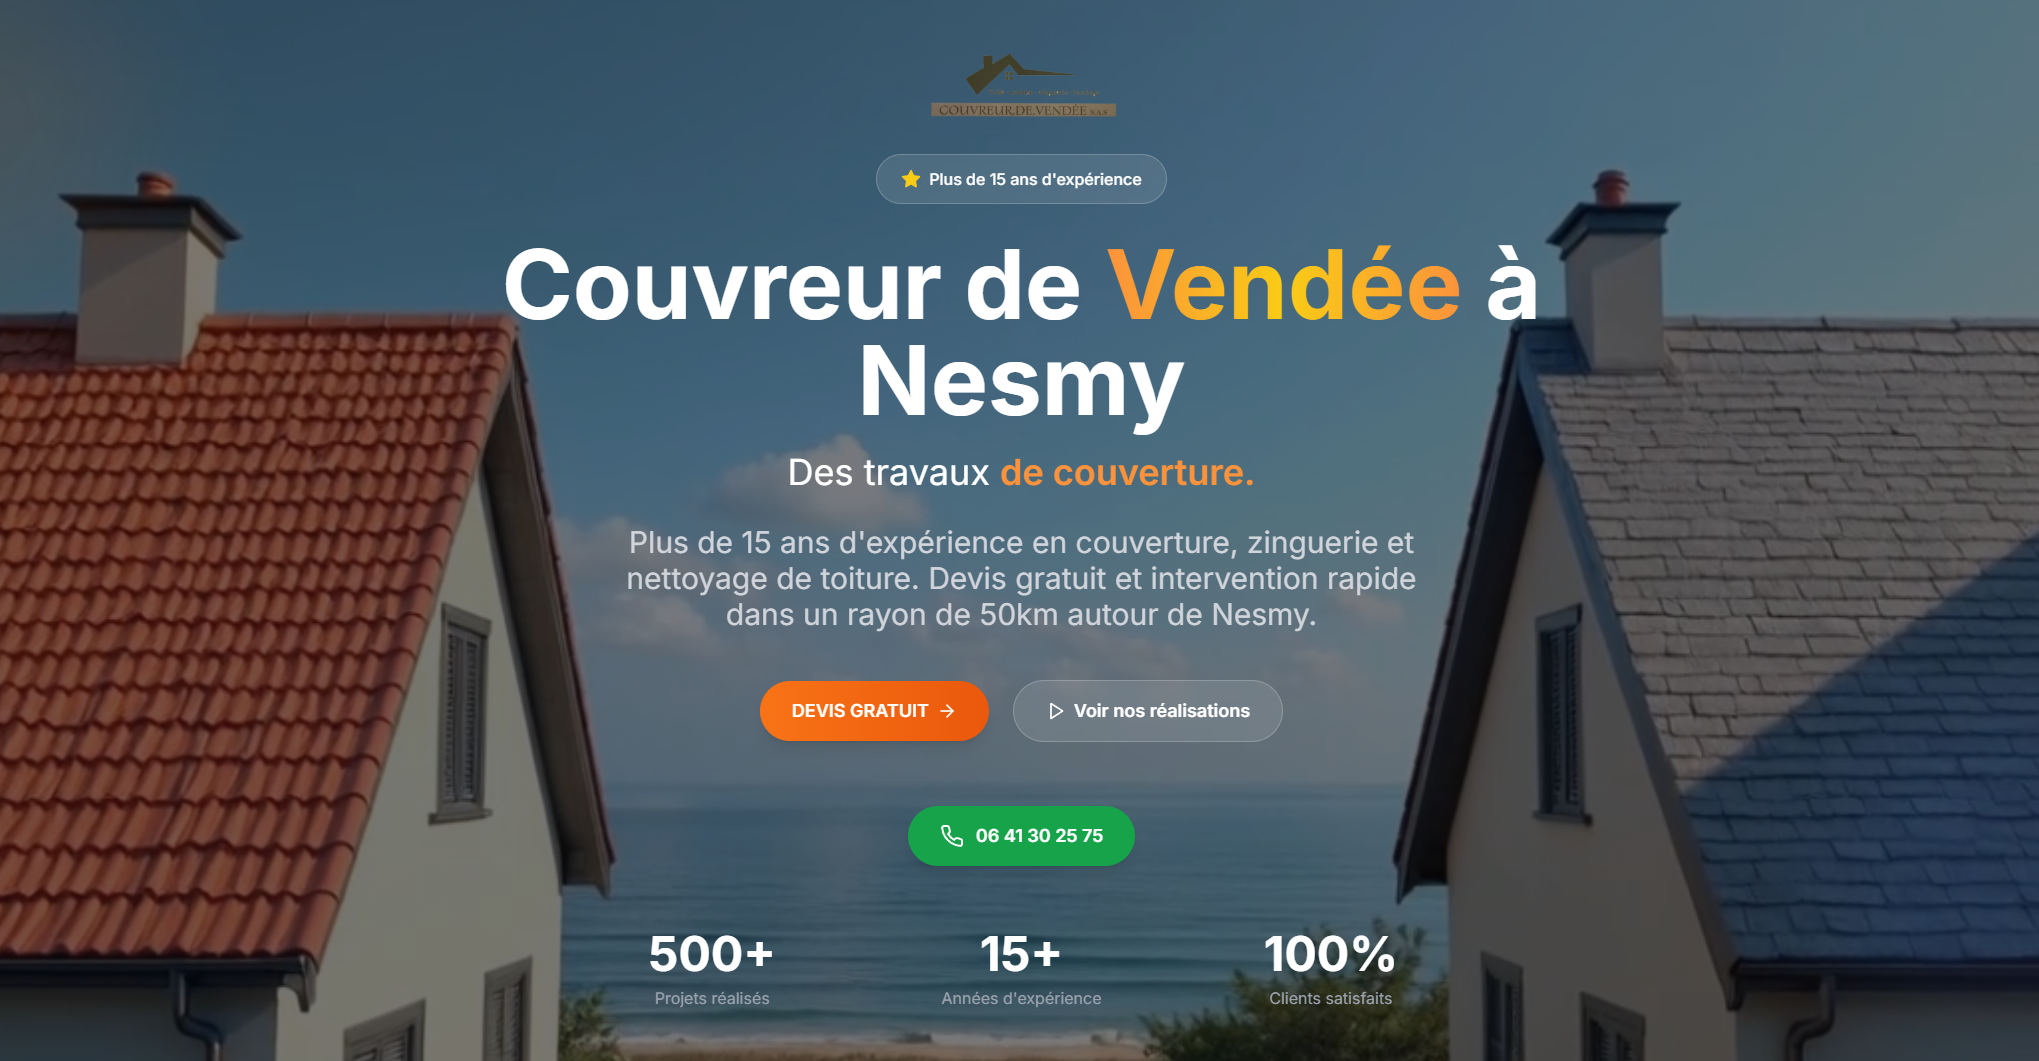 COUVREUR DE VENDÉE S.A.S
Plus de 15 ans d'expérience
Couvreur de Vendée à
Nesmy
Des travaux de couverture.
Plus de 15 ans d'expérience en couverture, zinguerie et
nettoyage de toiture. Devis gratuit et intervention rapide
dans un rayon de 50km autour de Nesmy.
DEVIS GRATUIT
Voir nos réalisations
06 41 30 25 75
500+
Projets réalisés
15+
Années d'expérience
100%
Clients satisfaits